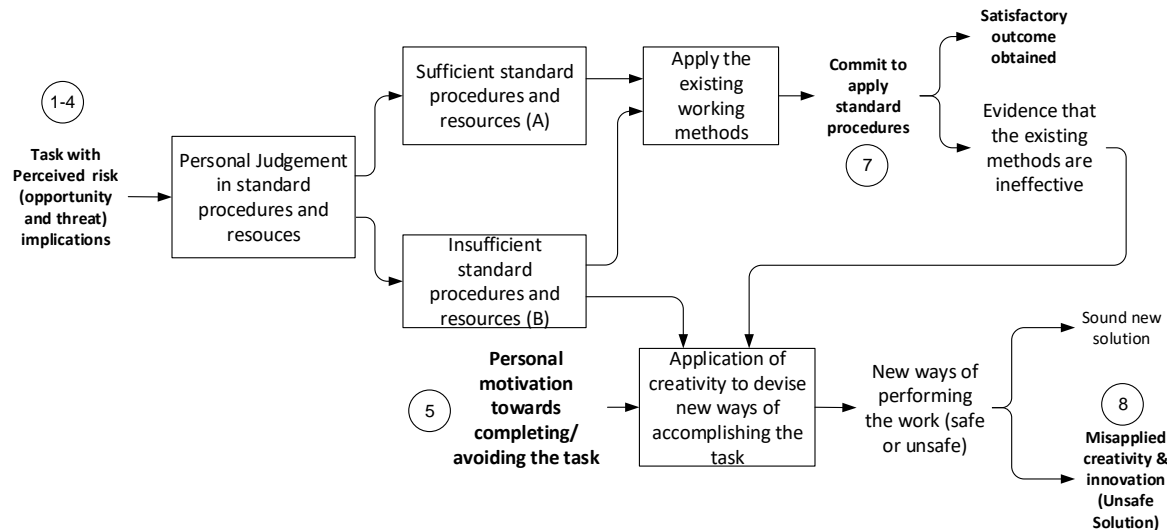 1-4
Task with
Perceived risk
(opportunity
and threat)
implications
Personal Judgement
in standard
procedures and
resouces
Sufficient standard
procedures and
resources (A)
Insufficient
standard
procedures and
resources (B)
Apply the
existing
working
methods
Commit to
apply
standard
procedures
7
Satisfactory
outcome
obtained
Evidence that
the existing
methods are
ineffective
5
Personal
motivation
towards
completing/
avoiding the task
Application of
creativity to devise
new ways of
accomplishing the
task
New ways of
performing
the work (safe
or unsafe)
Sound new
solution
8
Misapplied
creativity &
innovation
(Unsafe
Solution)